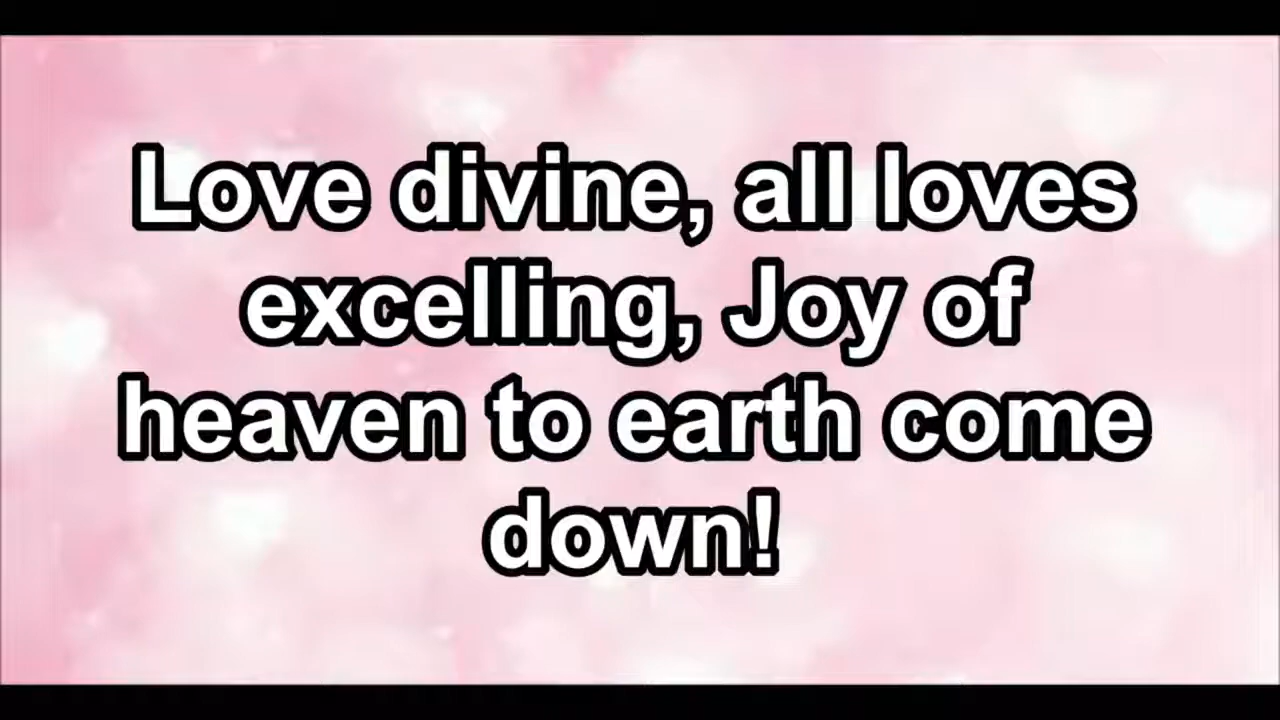 Love divine, all loves
excelling, Joy of
heaven to earth come
down!